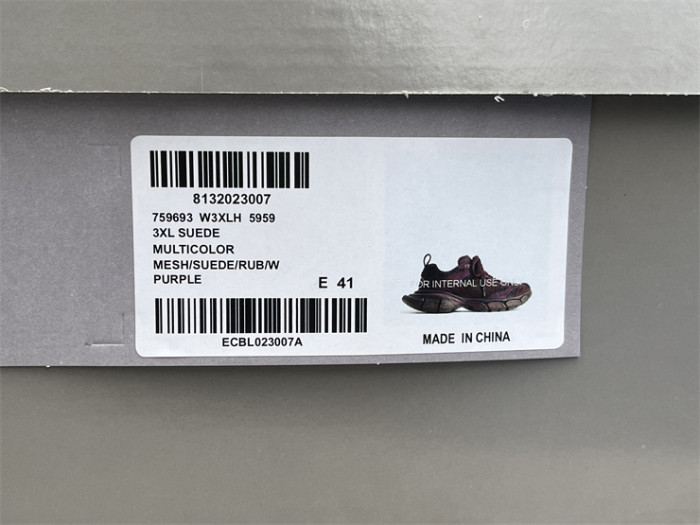 8132023007
759693 W3XLH 5959
3XL SUEDE
MULTICOLOR
MESH/SUEDE/RUB/W
PURPLE
E 41
ECBL023007A
FOR INTERNAL USE ONLY
MADE IN CHINA